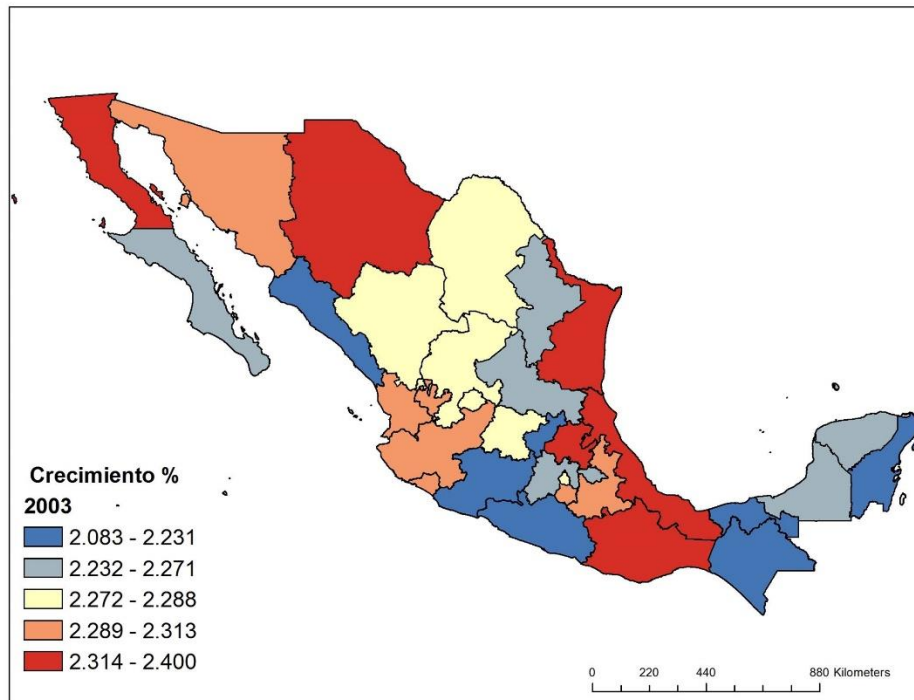 Crecimiento %
2003
2.083 - 2.231
2.232 - 2.271
2.272 - 2.288
2.289 - 2.313
2.314 - 2.400
0 220 440 880 Kilometers